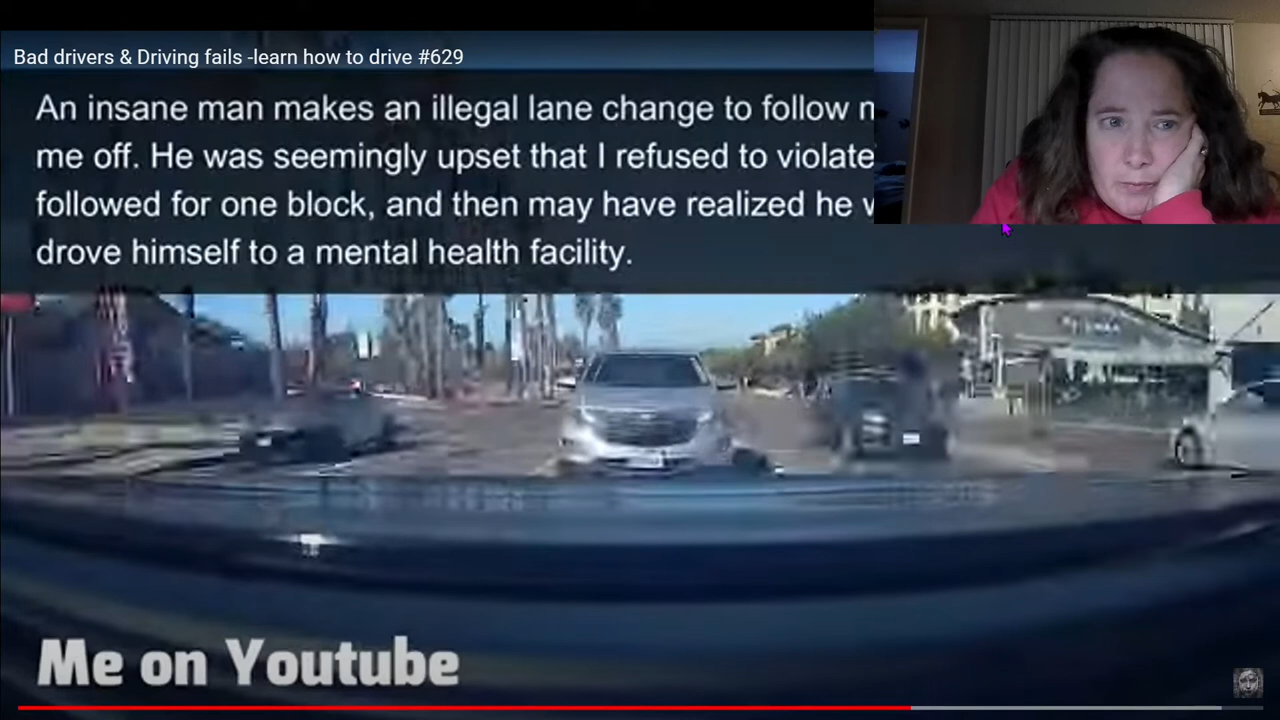 Bad drivers & Driving fails -learn how to drive #629
An insane man makes an illegal lane change to follow
me off. He was seemingly upset that I refused to violate
followed for one block, and then may have realized he
drove himself to a mental health facility.
Me on Youtube